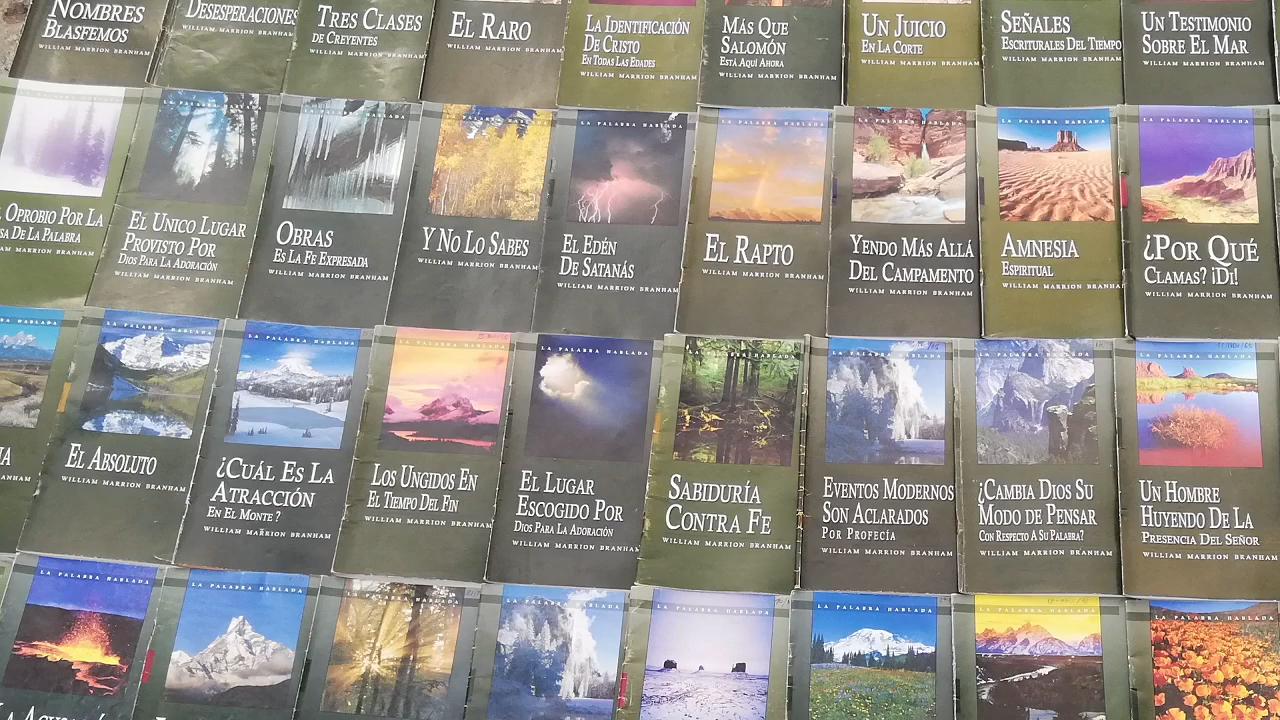 NOMBRES
BLASFEMOS
WILLIAM MARRION BRANHAM
DESESPERACIONES
WILLIAM MARRION BRANHAM
TRES CLASES
DE CREYENTES
WILLIAM MARRION BRANHAM
EL RARO
WILLIAM MARRION BRANHAM
LA IDENTIFICACIÓN
DE CRISTO
EN TODAS LAS EDADES
WILLIAM MARRION BRANHAM
MÁS QUE
SALOMÓN
ESTÁ AQUÍ AHORA
WILLIAM MARRION BRANHAM
UN JUICIO
EN LA CORTE
WILLIAM MARRION BRANHAM
SEÑALES
ESCRITURALES DEL TIEMPO
WILLIAM MARRION BRANHAM
UN TESTIMONIO
SOBRE EL MAR
WILLIAM MARRION BRANHAM
OPROBIO POR LA
DE LA PALABRA
MARRION BRANHAM
LA PALABRA HABLADA
EL UNICO LUGAR
PROVISTO POR
DIOS PARA LA ADORACIÓN
WILLIAM MARRION BRANHAM
LA PALABRA HABLADA
OBRAS
ES LA FE EXPRESADA
WILLIAM MARRION BRANHAM
LA PALABRA HABLADA
Y NO LO SABES
WILLIAM MARRION BRANHAM
LA PALABRA HABLADA
EL EDÉN
DE SATANÁS
WILLIAM MARRION BRANHAM
LA PALABRA HABLADA
EL RAPTO
WILLIAM MARRION BRANHAM
LA PALABRA HABLADA
YENDO MÁS ALLÁ
DEL CAMPAMENTO
WILLIAM MARRION BRANHAM
LA PALABRA HABLADA
AMNESIA
ESPIRITUAL
WILLIAM MARRION BRANHAM
LA PALABRA HABLADA
¿POR QUÉ
CLAMAS? ¡DI!
WILLIAM MARRION BRANHAM
LA PALABRA HABLADA
EL ABSOLUTO
WILLIAM MARRION BRANHAM
LA PALABRA HABLADA
¿CUÁL ES LA
ATRACCIÓN
EN EL MONTE?
WILLIAM MARRION BRANHAM
LA PALABRA HABLADA
LOS UNGIDOS EN
EL TIEMPO DEL FIN
WILLIAM MARRION BRANHAM
LA PALABRA HABLADA
EL LUGAR
ESCOGIDO POR
DIOS PARA LA ADORACIÓN
WILLIAM MARRION BRANHAM
LA PALABRA HABLADA
SABIDURÍA
CONTRA FE
WILLIAM MARRION BRANHAM
LA PALABRA HABLADA
EVENTOS MODERNOS
SON ACLARADOS
POR PROFECÍA
WILLIAM MARRION BRANHAM
LA PALABRA HABLADA
¿CAMBIA DIOS SU
MODO DE PENSAR
CON RESPECTO A SU PALABRA?
WILLIAM MARRION BRANHAM
LA PALABRA HABLADA
UN HOMBRE
HUYENDO DE LA
PRESENCIA DEL SEÑOR
WILLIAM MARRION BRANHAM
LA PALABRA HABLADA
LA PALABRA HABLADA
LA PALABRA HABLADA
LA PALABRA HABLADA
LA PALABRA HABLADA
LA PALABRA HABLADA
LA PALABRA HABLADA
LA PALABRA HABLADA